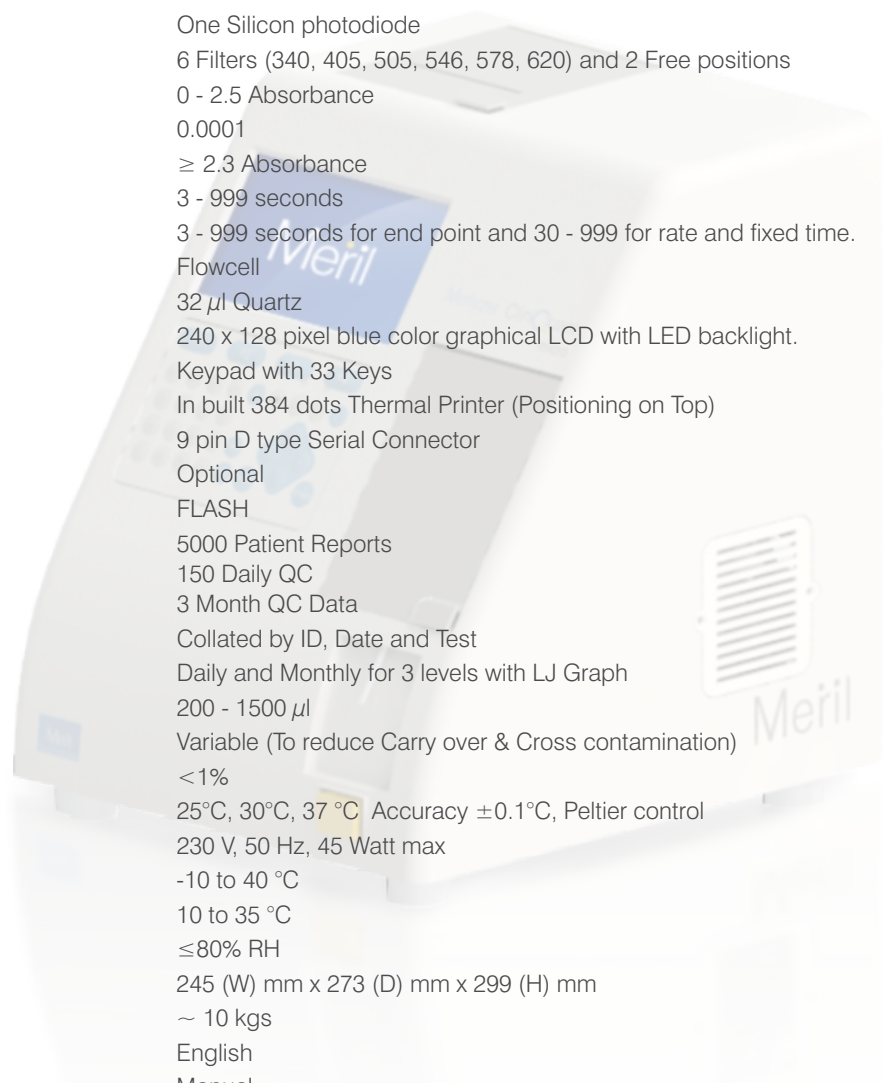 One Silicon photodiode
6 Filters (340, 405, 505, 546, 578, 620) and 2 Free positions
0 - 2.5 Absorbance
0.0001
≥ 2.3 Absorbance
3 - 999 seconds
3 - 999 seconds for end point and 30 - 999 for rate and fixed time.
Meril
Flowcell
32 µl Quartz
240 x 128 pixel blue color graphical LCD with LED backlight.
Keypad with 33 Keys
In built 384 dots Thermal Printer (Positioning on Top)
9 pin D type Serial Connector
Optional
FLASH
5000 Patient Reports
150 Daily QC
3 Month QC Data
Collated by ID, Date and Test
Daily and Monthly for 3 levels with LJ Graph
200 - 1500 µl
Meril
Variable (To reduce Carry over & Cross contamination)
<1%
25°C, 30°C, 37 °C  Accuracy ±0.1°C, Peltier control
230 V, 50 Hz, 45 Watt max
-10 to 40 °C
10 to 35 °C
≤80% RH
245 (W) mm x 273 (D) mm x 299 (H) mm
~ 10 kgs
English
Manual